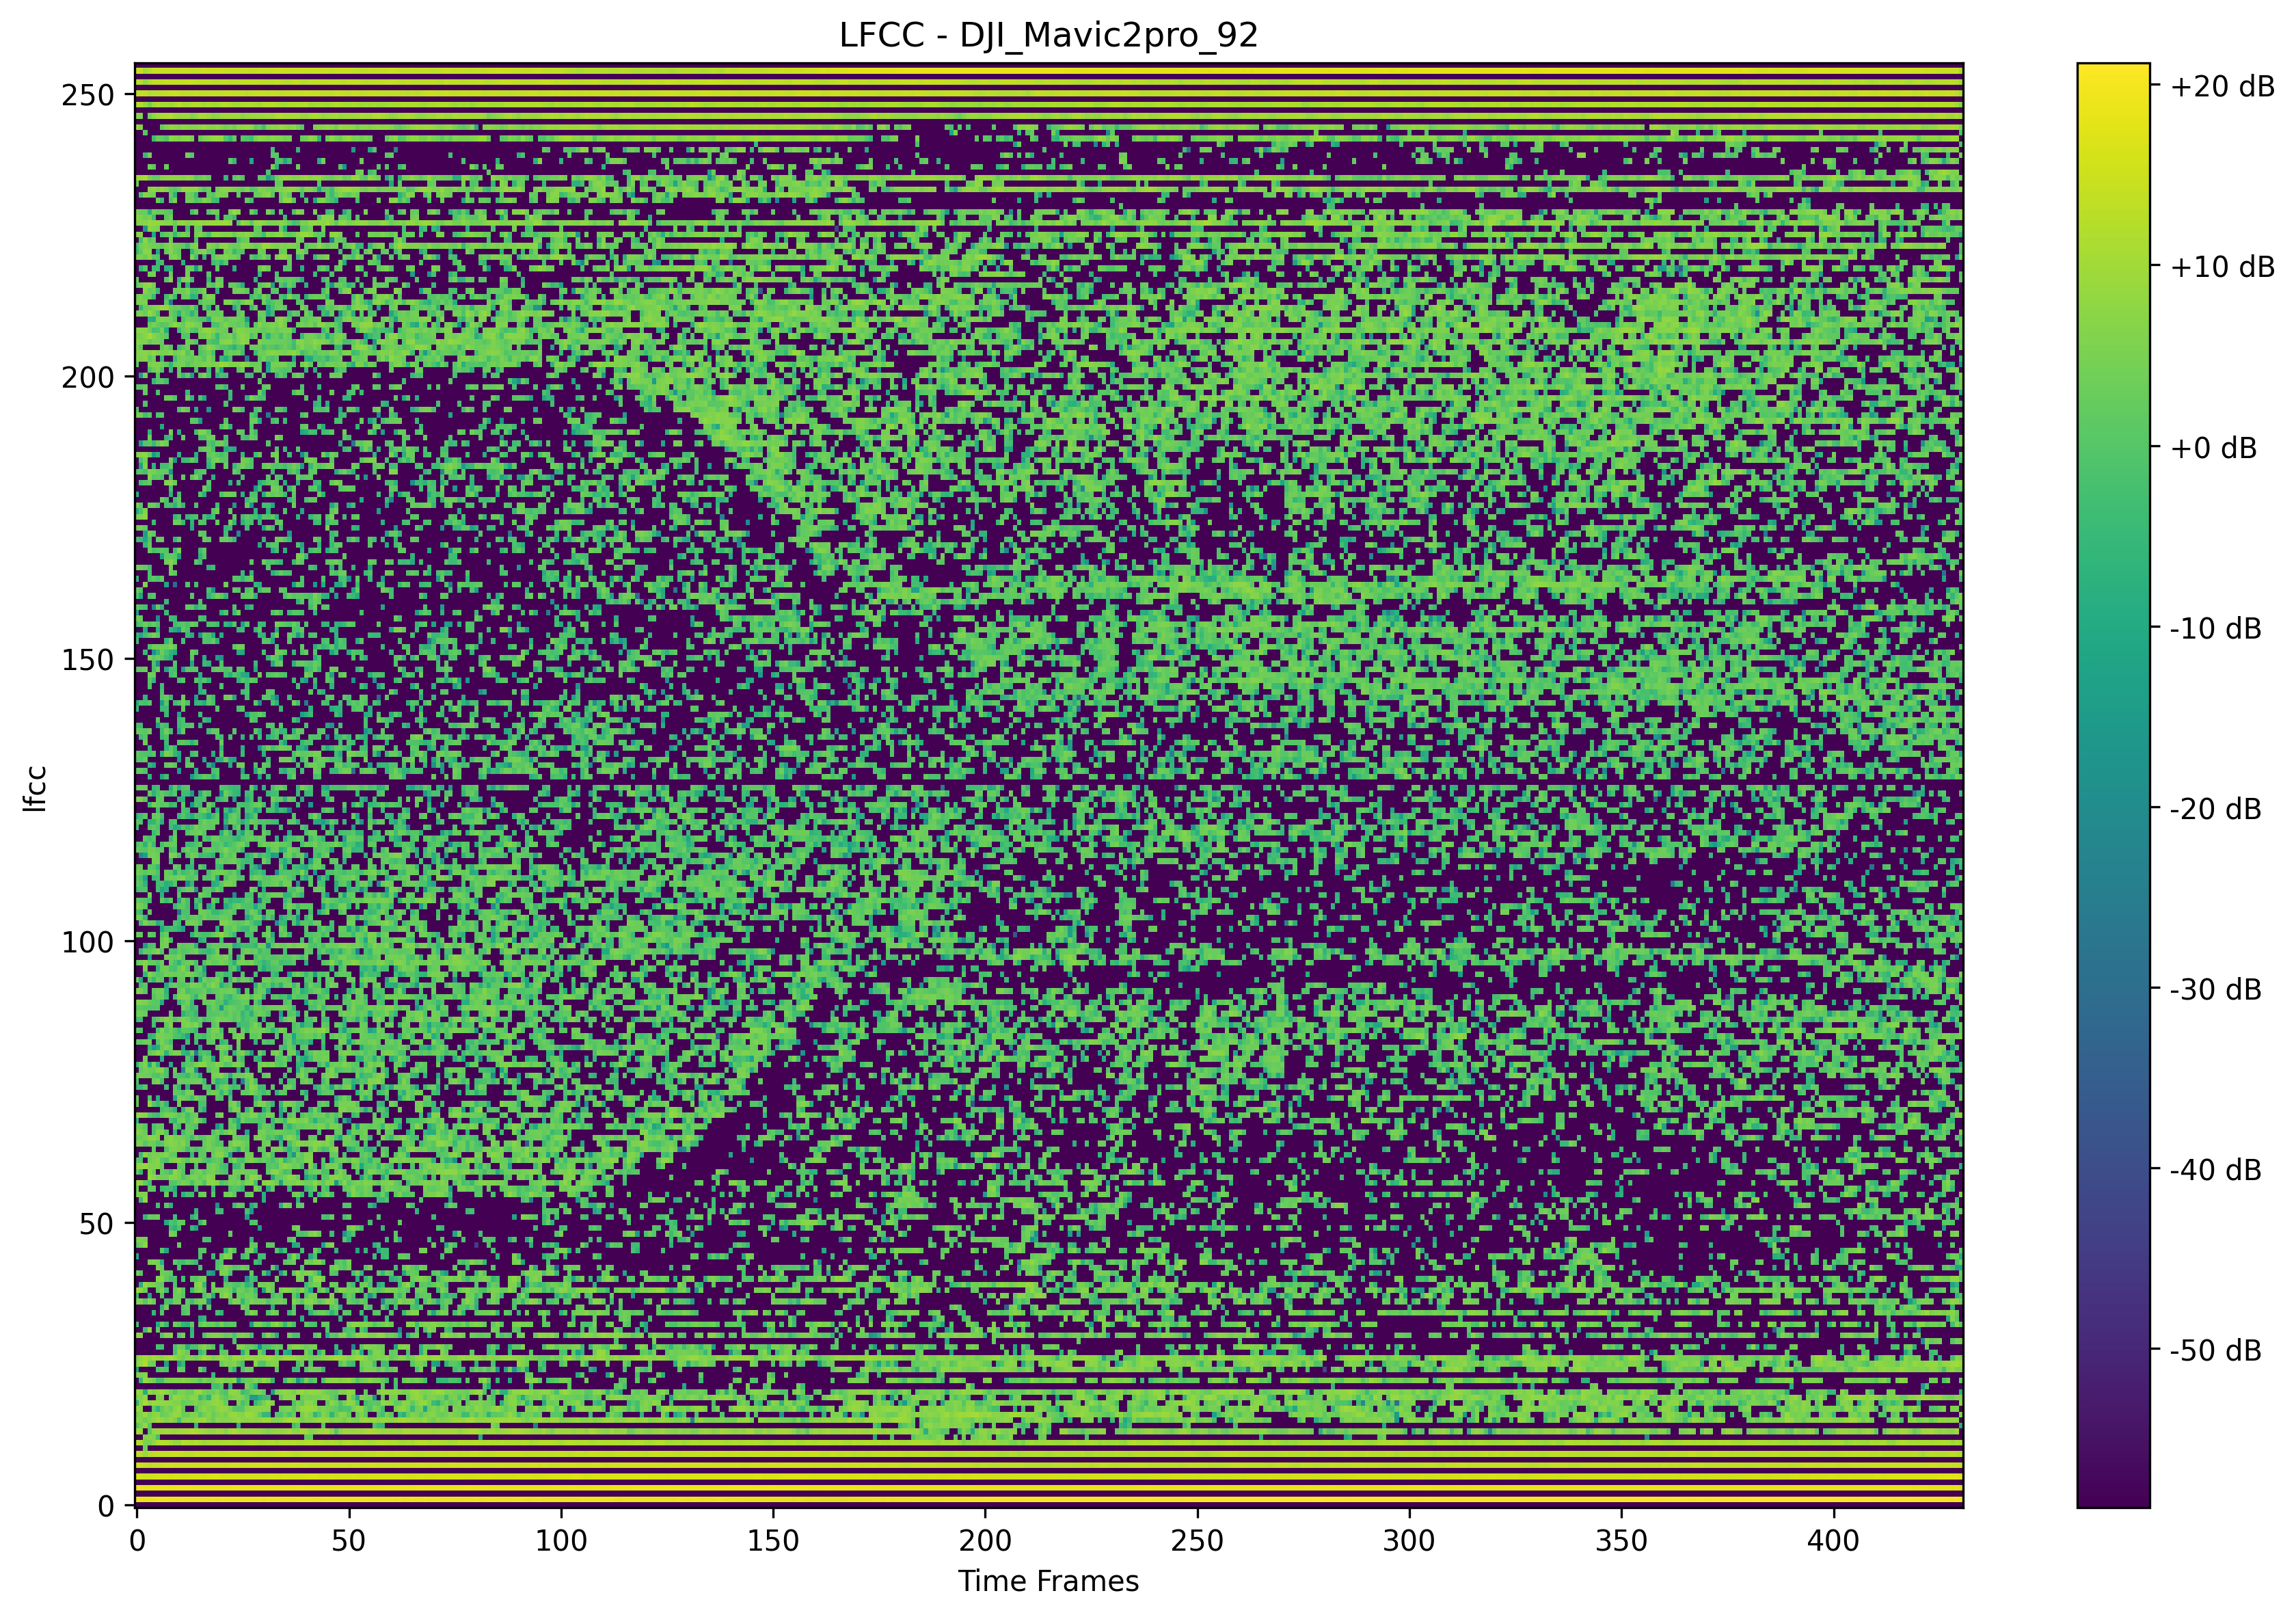 LFCC - DJI_Mavic2pro_92
250
200
150
100
50
0
lfcc
0 50 100 150 200 250 300 350 400
Time Frames
+20 dB
+10 dB
+0 dB
-10 dB
-20 dB
-30 dB
-40 dB
-50 dB